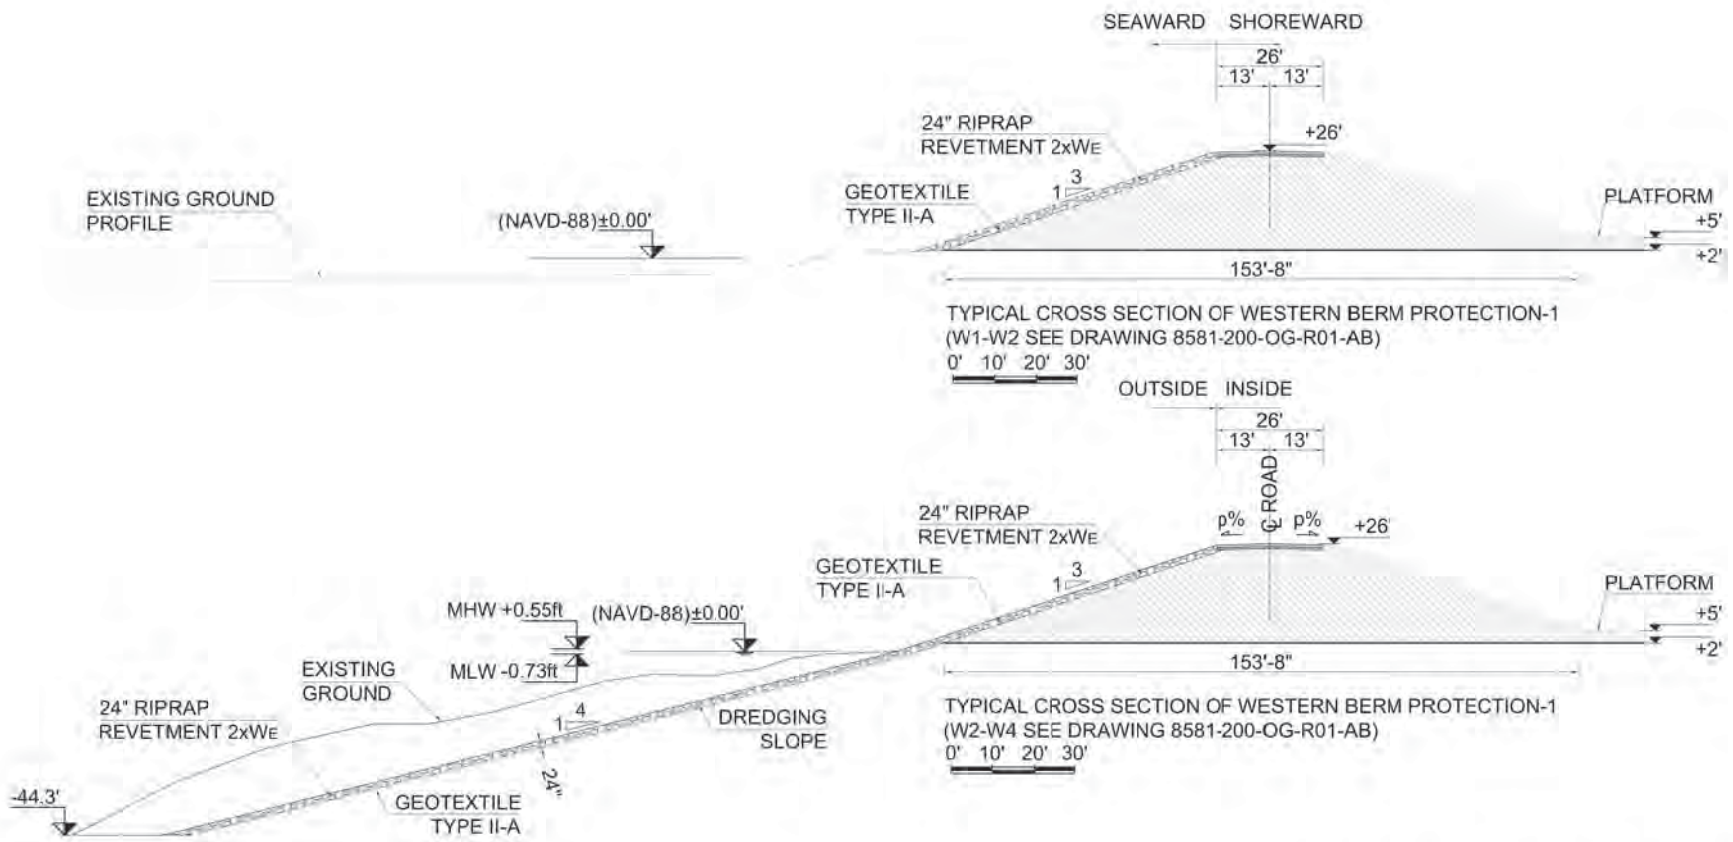 SEAWARD SHOREWARD
26'
13' 13'
24" RIPRAP
REVETMENT 2xWE
+26'
3
1
GEOTEXTILE
TYPE II-A
EXISTING GROUND
PROFILE
(NAVD-88)±0.00'
PLATFORM
+5'
+2'
153'-8"
TYPICAL CROSS SECTION OF WESTERN BERM PROTECTION-1
(W1-W2 SEE DRAWING 8581-200-OG-R01-AB)
0' 10' 20' 30'
OUTSIDE INSIDE
26'
13' 13'
℄ ROAD
24" RIPRAP
REVETMENT 2xWE
p% p%
+26'
GEOTEXTILE
TYPE II-A
3
1
PLATFORM
+5'
+2'
MHW +0.55ft
(NAVD-88)±0.00'
MLW -0.73ft
EXISTING
GROUND
153'-8"
24" RIPRAP
REVETMENT 2xWE
4
1
DREDGING
SLOPE
24"
TYPICAL CROSS SECTION OF WESTERN BERM PROTECTION-1
(W2-W4 SEE DRAWING 8581-200-OG-R01-AB)
0' 10' 20' 30'
-44.3'
GEOTEXTILE
TYPE II-A